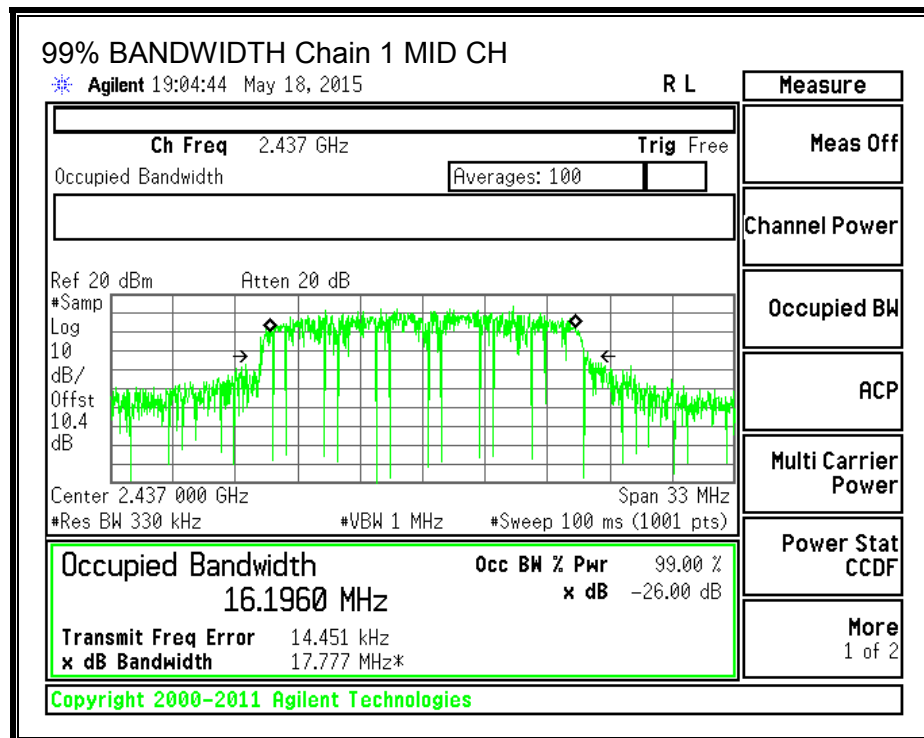 99% BANDWIDTH Chain 1 MID CH
Agilent 19:04:44 May 18, 2015 R L
Measure
Ch Freq 2.437 GHz Trig Free
Meas Off
Occupied Bandwidth Averages: 100
Channel Power
Ref 20 dBm Atten 20 dB
#Samp
Log
10
dB/
Offst
10.4
dB
Occupied BW
ACP
Multi Carrier
Power
Center 2.437 000 GHz Span 33 MHz
#Res BW 330 kHz #VBW 1 MHz #Sweep 100 ms (1001 pts)
Power Stat
CCDF
Occupied Bandwidth Occ BW % Pwr 99.00 %
16.1960 MHz x dB -26.00 dB
Transmit Freq Error 14.451 kHz
x dB Bandwidth 17.777 MHz*
More
1 of 2
Copyright 2000-2011 Agilent Technologies